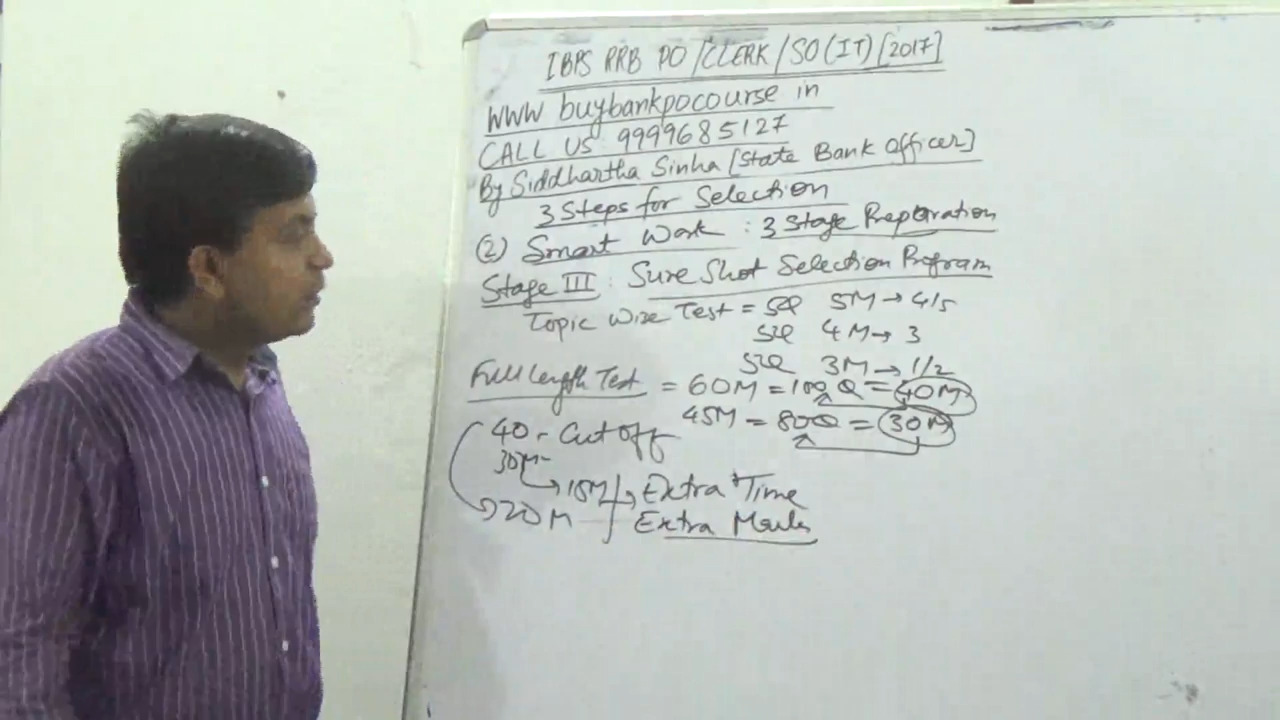 IBPS RRB PO/CLERK/SO(IT)[2017]
WWW buybankpocourse in
CALL US 9999685127
By Siddhartha Sinha [State Bank Officer]
3 Steps for Selection
(2) Smart Work : 3 Stage Preparation
Stage III : Sure Shot Selection Program
Topic Wise Test = 5Q 5M → 4/5
5Q 4M → 3
5Q 3M → 1/2
Full Length Test = 60M = 100Q = 40M
45M = 80Q = 30M
40 - Cut off
30M
→ 15M → Extra Time
→ 20M Extra Marks